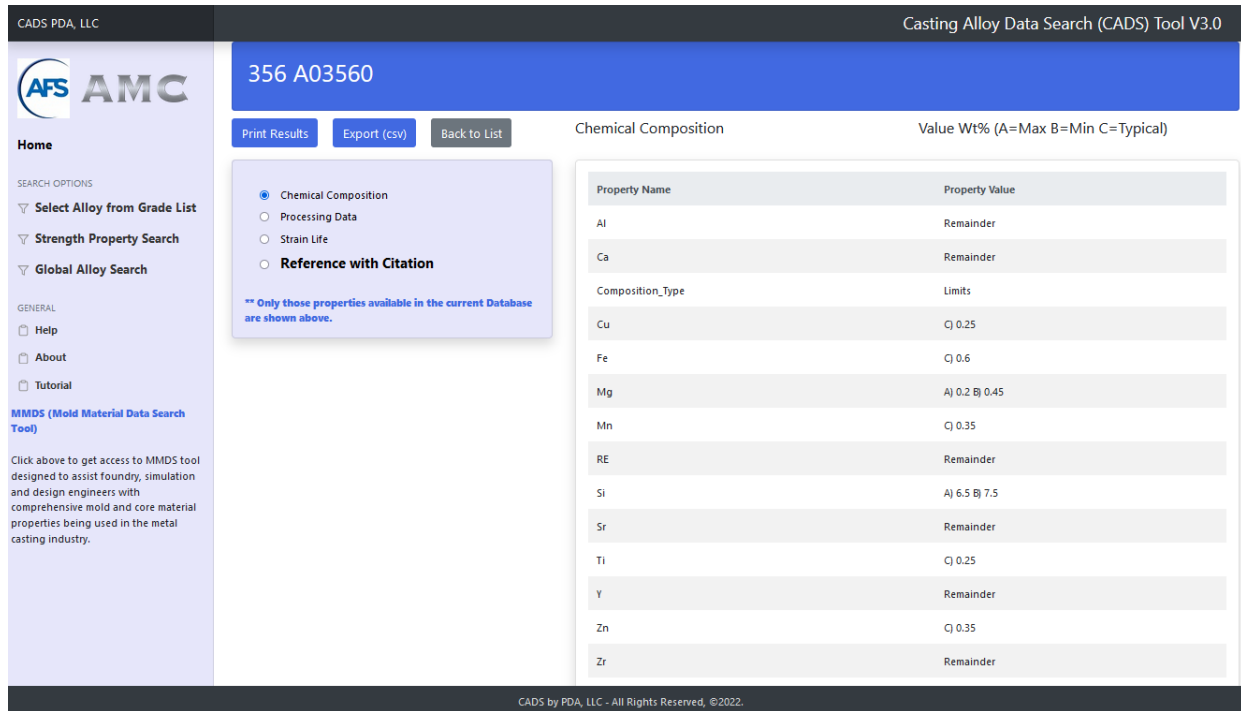 CADS PDA, LLC
Casting Alloy Data Search (CADS) Tool V3.0
AFS AMC
Home
SEARCH OPTIONS
Select Alloy from Grade List
Strength Property Search
Global Alloy Search
GENERAL
Help
About
Tutorial
MMDS (Mold Material Data Search
Tool)
Click above to get access to MMDS tool
designed to assist foundry, simulation
and design engineers with
comprehensive mold and core material
properties being used in the metal
casting industry.
356 A03560
Print Results Export (csv) Back to List
Chemical Composition
Processing Data
Strain Life
Reference with Citation
** Only those properties available in the current Database
are shown above.
Chemical Composition Value Wt% (A=Max B=Min C=Typical)
Property Name Property Value
Al Remainder
Ca Remainder
Composition_Type Limits
Cu C) 0.25
Fe C) 0.6
Mg A) 0.2 B) 0.45
Mn C) 0.35
RE Remainder
Si A) 6.5 B) 7.5
Sr Remainder
Ti C) 0.25
Y Remainder
Zn C) 0.35
Zr Remainder
CADS by PDA, LLC - All Rights Reserved, ©2022.